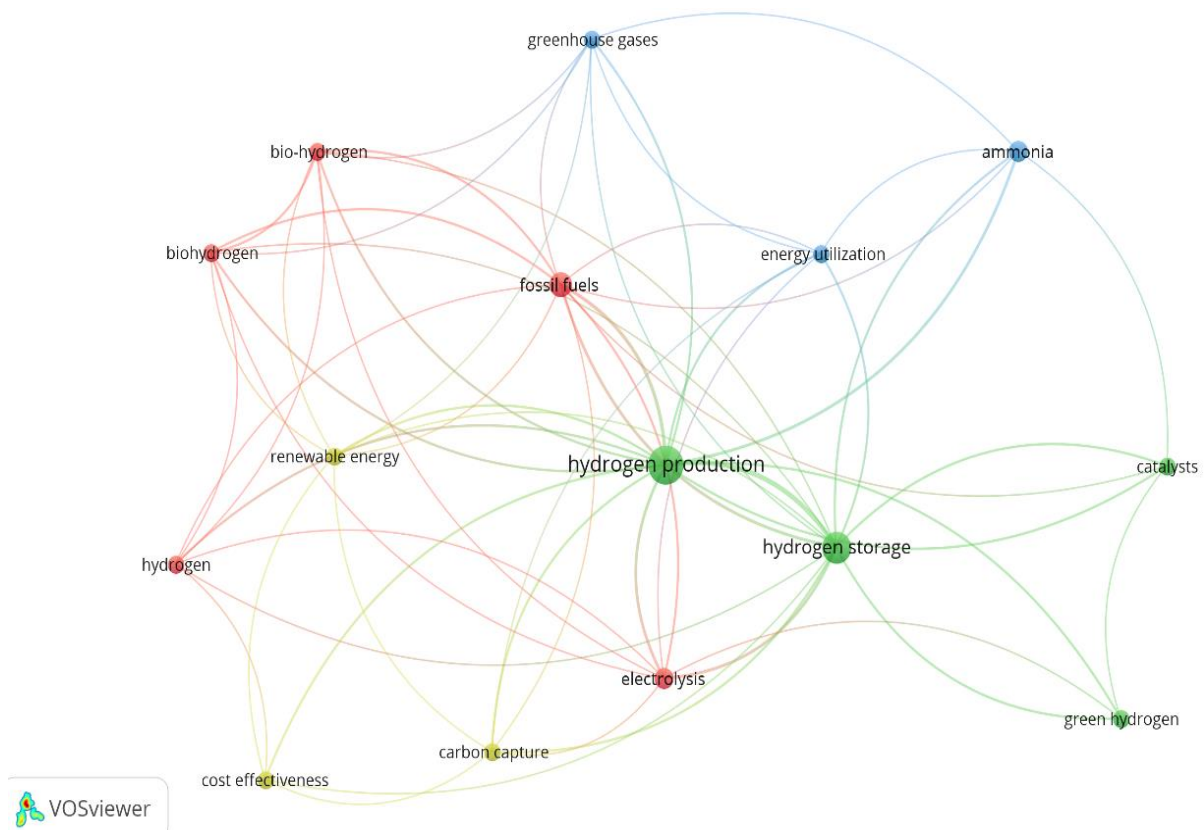 greenhouse gases
bio-hydrogen
ammonia
biohydrogen
energy utilization
fossil fuels
renewable energy
hydrogen production
catalysts
hydrogen storage
hydrogen
electrolysis
green hydrogen
carbon capture
cost effectiveness
VOSviewer